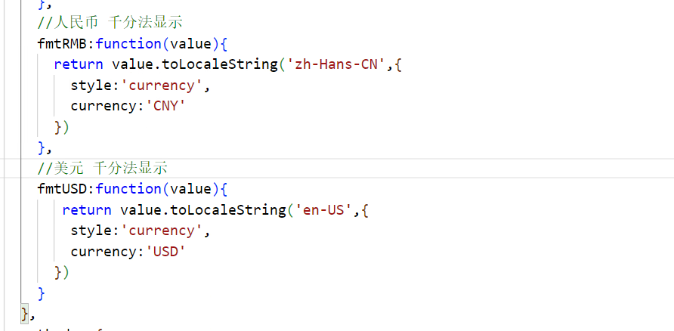 },
//人民币 千分法显示
fmtRMB:function(value){
return value.toLocaleString('zh-Hans-CN',{
style:'currency',
currency:'CNY'
})
},
//美元 千分法显示
fmtUSD:function(value){
return value.toLocaleString('en-US',{
style:'currency',
currency:'USD'
})
}
},